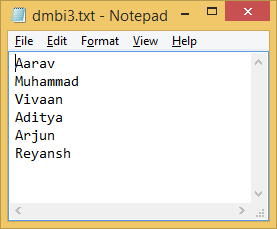 dmbi3.txt - Notepad
File Edit Format View Help
Aarav
Muhammad
Vivaan
Aditya
Arjun
Reyansh